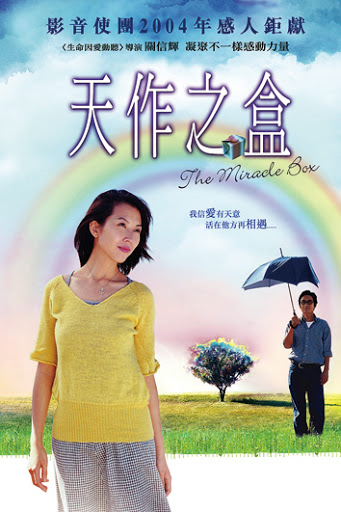 影音使團2004年感人鉅獻
《生命因愛動聽》導演 關信輝 凝聚不一樣感動力量
天作之盒
The Miracle Box
我信愛有天意
活在他方再相遇......